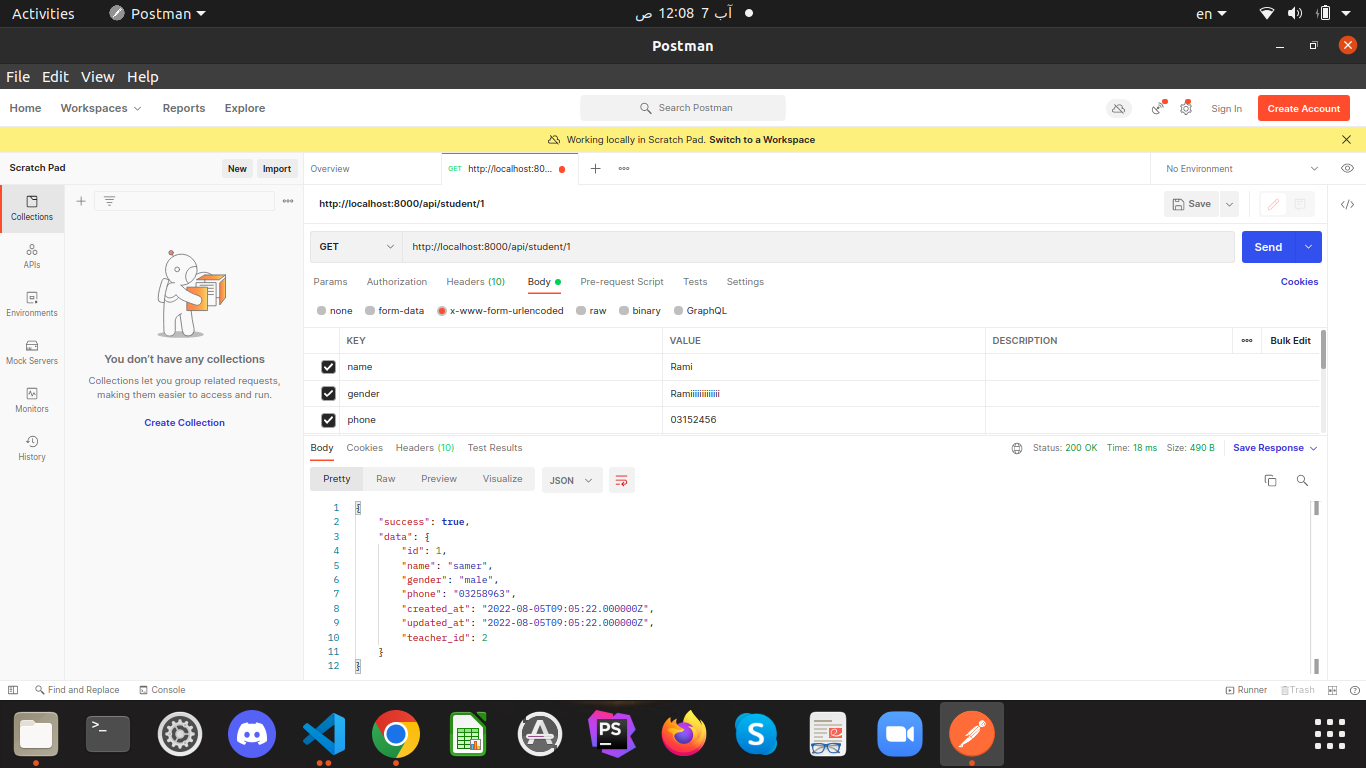 Activities Postman ص 12:08 7 آب en
Postman
File Edit View Help
Home Workspaces Reports Explore Search Postman Sign In Create Account
Working locally in Scratch Pad. Switch to a Workspace
Scratch Pad New Import Overview GET http://localhost:80... No Environment
http://localhost:8000/api/student/1 Save
GET http://localhost:8000/api/student/1 Send
Params Authorization Headers (10) Body Pre-request Script Tests Settings Cookies
none form-data x-www-form-urlencoded raw binary GraphQL
KEY VALUE DESCRIPTION Bulk Edit
name Rami
gender Ramiiiiiiiiiiiii
phone 03152456
Collections
APIs
Environments
Mock Servers
Monitors
History
You don't have any collections
Collections let you group related requests,
making them easier to access and run.
Create Collection
Body Cookies Headers (10) Test Results Status: 200 OK Time: 18 ms Size: 490 B Save Response
Pretty Raw Preview Visualize JSON
1 {
2 "success": true,
3 "data": {
4 "id": 1,
5 "name": "samer",
6 "gender": "male",
7 "phone": "03258963",
8 "created_at": "2022-08-05T09:05:22.000000Z",
9 "updated_at": "2022-08-05T09:05:22.000000Z",
10 "teacher_id": 2
11 }
12 }
Find and Replace Console Runner Trash
>_
PS